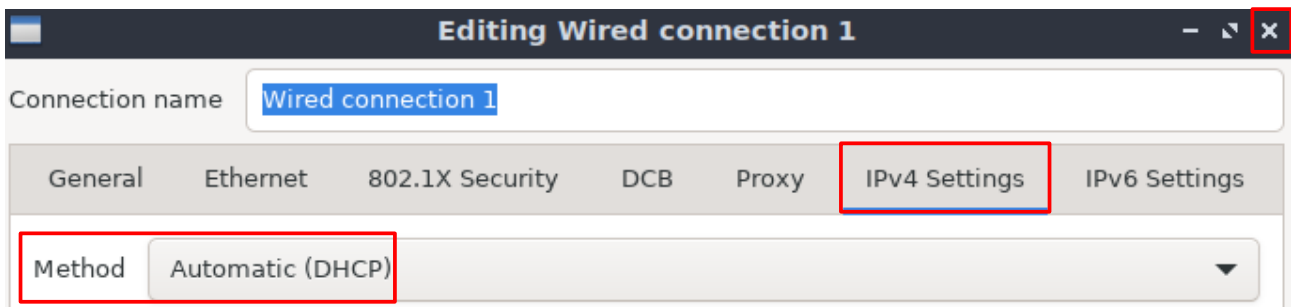 Editing Wired connection 1
Connection name Wired connection 1
General Ethernet 802.1X Security DCB Proxy IPv4 Settings IPv6 Settings
Method Automatic (DHCP)